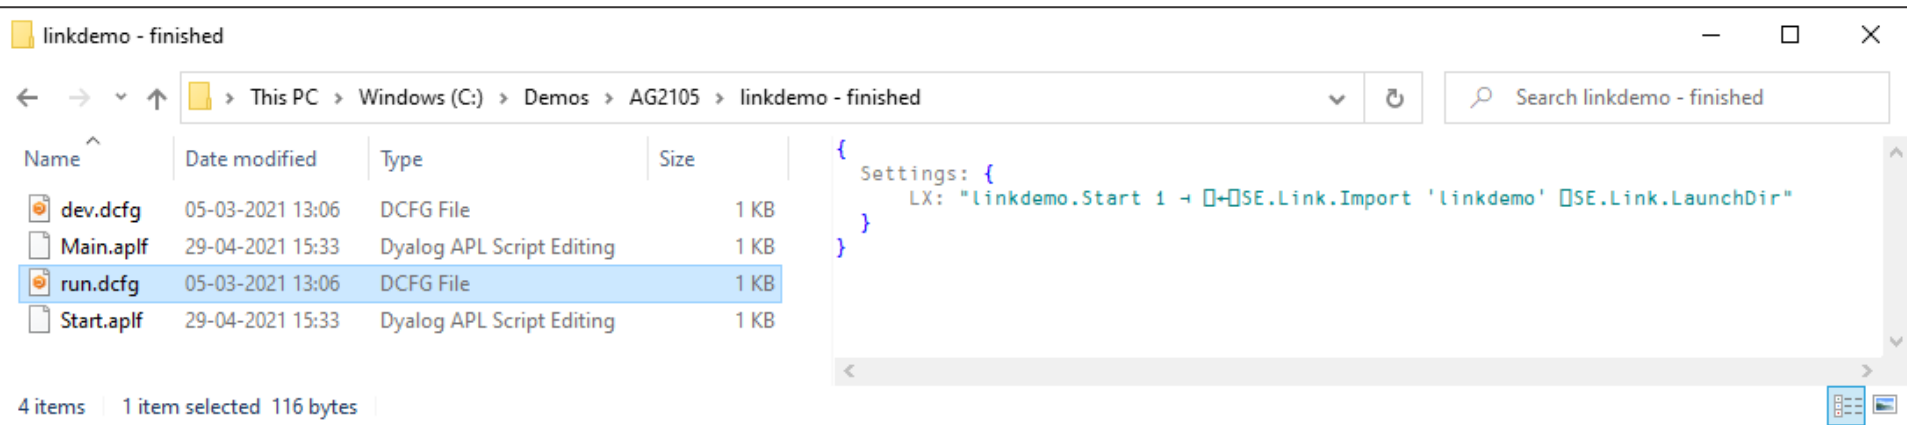 linkdemo - finished
This PC > Windows (C:) > Demos > AG2105 > linkdemo - finished
Search linkdemo - finished
Name Date modified Type Size
dev.dcfg 05-03-2021 13:06 DCFG File 1 KB
Main.aplf 29-04-2021 15:33 Dyalog APL Script Editing 1 KB
run.dcfg 05-03-2021 13:06 DCFG File 1 KB
Start.aplf 29-04-2021 15:33 Dyalog APL Script Editing 1 KB
{
  Settings: {
    LX: "linkdemo.Start 1 ⊣ ⎕←⎕SE.Link.Import 'linkdemo' ⎕SE.Link.LaunchDir"
  }
}
4 items 1 item selected 116 bytes